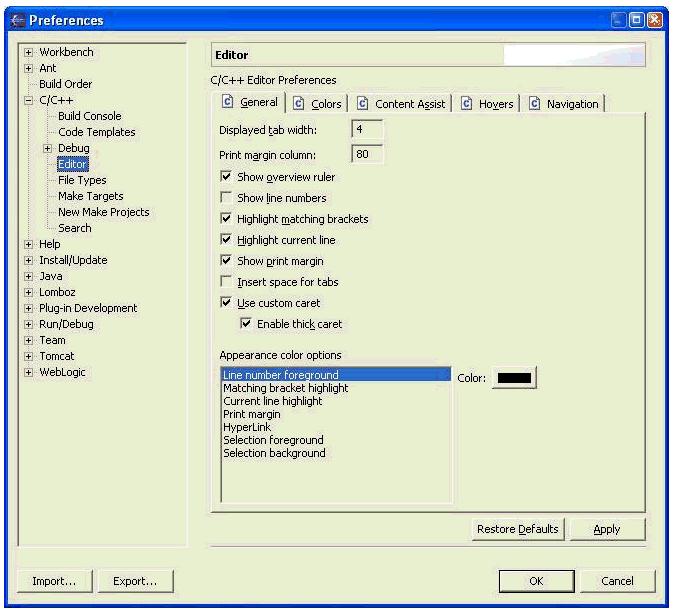 Preferences
Workbench
Ant
Build Order
C/C++
Build Console
Code Templates
Debug
Editor
File Types
Make Targets
New Make Projects
Search
Help
Install/Update
Java
Lomboz
Plug-in Development
Run/Debug
Team
Tomcat
WebLogic
Editor
C/C++ Editor Preferences
General Colors Content Assist Hovers Navigation
Displayed tab width: 4
Print margin column: 80
Show overview ruler
Show line numbers
Highlight matching brackets
Highlight current line
Show print margin
Insert space for tabs
Use custom caret
Enable thick caret
Appearance color options
Line number foreground
Matching bracket highlight
Current line highlight
Print margin
HyperLink
Selection foreground
Selection background
Color:
Restore Defaults Apply
Import... Export... OK Cancel